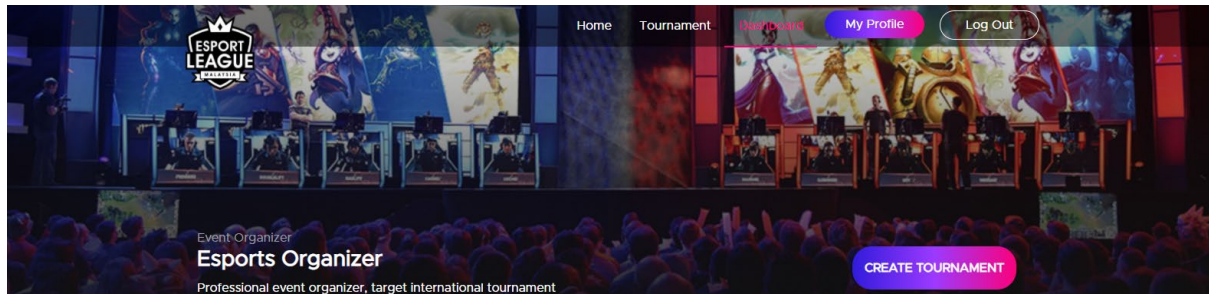 ESPORT
LEAGUE
MALAYSIA
Home Tournament Dashboard My Profile Log Out
Event Organizer
Esports Organizer
Professional event organizer, target international tournament
CREATE TOURNAMENT